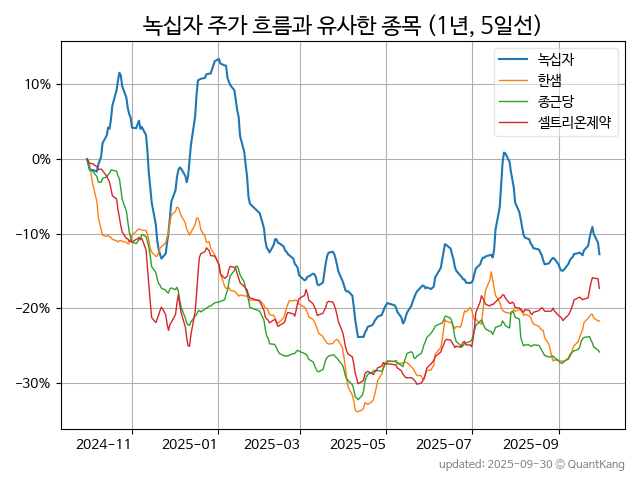 녹십자 주가 흐름과 유사한 종목 (1년, 5일선)
녹십자
한샘
종근당
셀트리온제약
10%
0%
−10%
−20%
−30%
2024-11
2025-01
2025-03
2025-05
2025-07
2025-09
updated: 2025-09-30 © QuantKang